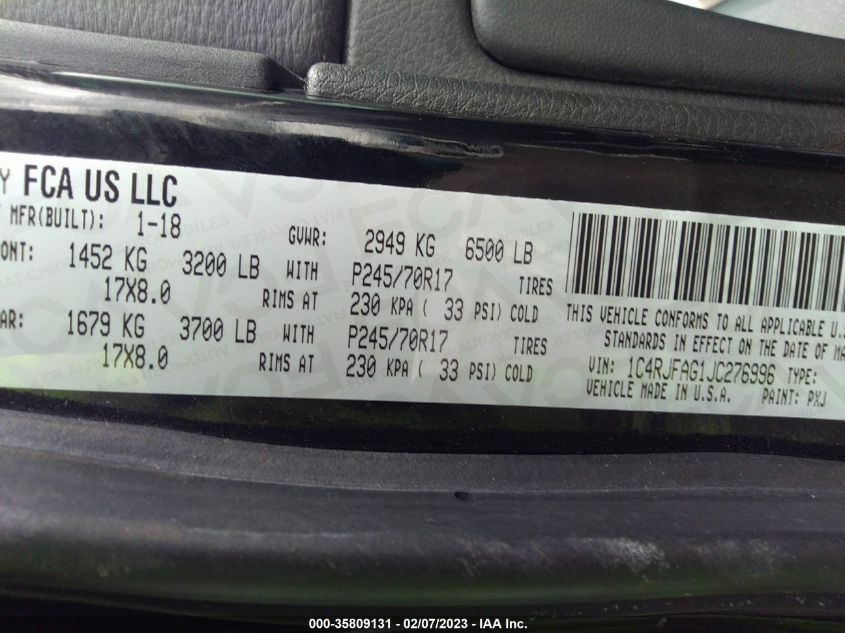 Y FCA US LLC
MFR(BUILT): 1-18 GVWR: 2949 KG 6500 LB
ONT: 1452 KG 3200 LB WITH P245/70R17 TIRES
17X8.0 RIMS AT 230 KPA ( 33 PSI) COLD
AR: 1679 KG 3700 LB WITH P245/70R17 TIRES
17X8.0 RIMS AT 230 KPA ( 33 PSI) COLD
THIS VEHICLE CONFORMS TO ALL APPLICABLE U.S
STANDARDS IN EFFECT ON THE DATE OF MA
VIN: 1C4RJFAG1JC276996 TYPE:
VEHICLE MADE IN U.S.A. PAINT: PXJ
000-35809131 - 02/07/2023 - IAA Inc.